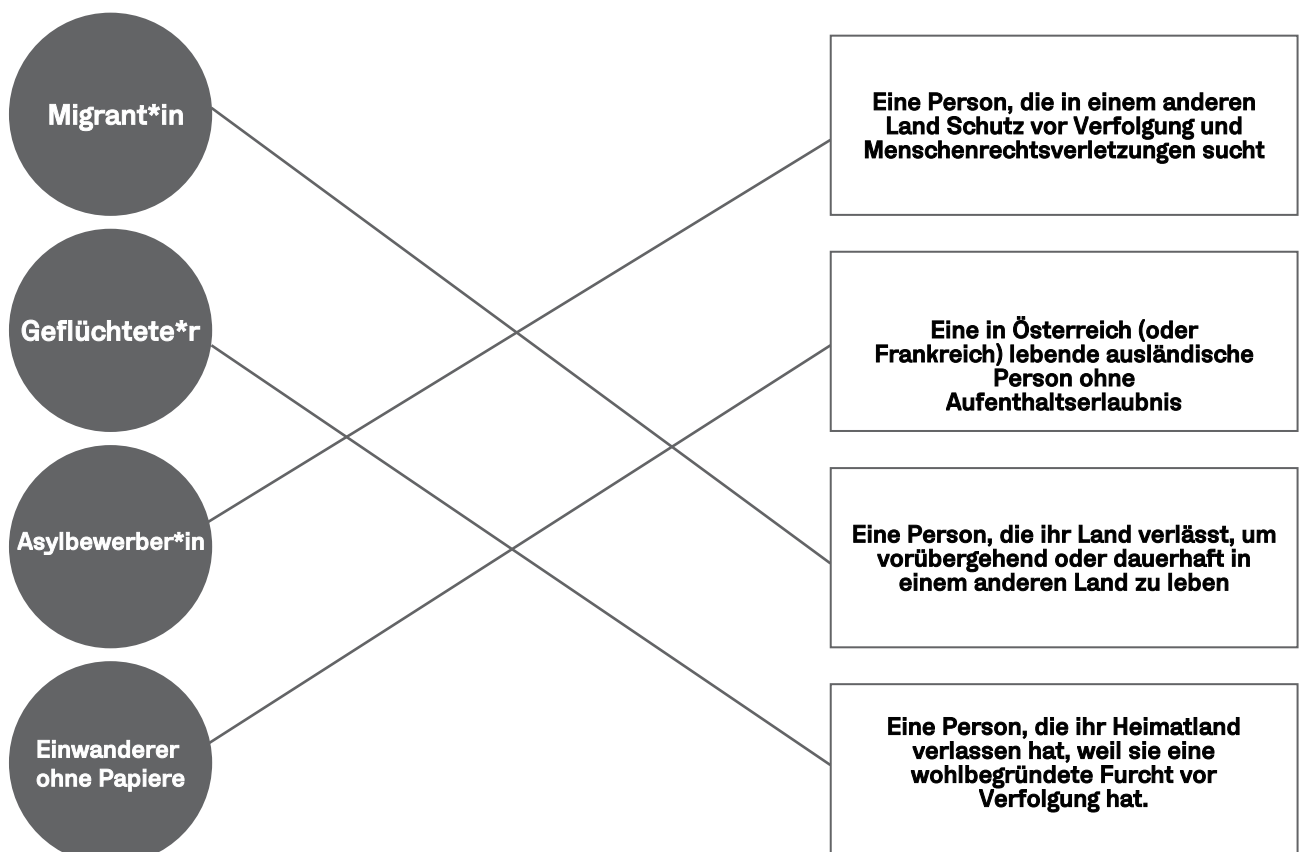 Migrant*in
Eine Person, die in einem anderen
Land Schutz vor Verfolgung und
Menschenrechtsverletzungen sucht
Geflüchtete*r
Eine in Österreich (oder
Frankreich) lebende ausländische
Person ohne
Aufenthaltserlaubnis
Asylbewerber*in
Eine Person, die ihr Land verlässt, um
vorübergehend oder dauerhaft in
einem anderen Land zu leben
Einwanderer
ohne Papiere
Eine Person, die ihr Heimatland
verlassen hat, weil sie eine
wohlbegründete Furcht vor
Verfolgung hat.